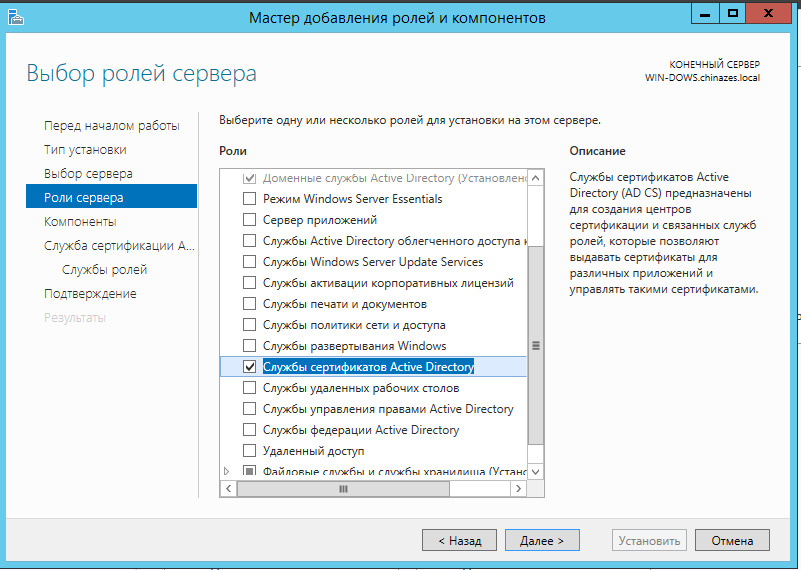 Мастер добавления ролей и компонентов
Выбор ролей сервера
КОНЕЧНЫЙ СЕРВЕР
WIN-DOWS.chinazes.local
Перед началом работы
Тип установки
Выбор сервера
Роли сервера
Компоненты
Служба сертификации A...
Службы ролей
Подтверждение
Результаты
Выберите одну или несколько ролей для установки на этом сервере.
Роли
Доменные службы Active Directory (Установлено
Режим Windows Server Essentials
Сервер приложений
Службы Active Directory облегченного доступа к
Службы Windows Server Update Services
Службы активации корпоративных лицензий
Службы печати и документов
Службы политики сети и доступа
Службы развертывания Windows
Службы сертификатов Active Directory
Службы удаленных рабочих столов
Службы управления правами Active Directory
Службы федерации Active Directory
Удаленный доступ
Файловые службы и службы хранилища (Устано
Описание
Службы сертификатов Active
Directory (AD CS) предназначены
для создания центров
сертификации и связанных служб
ролей, которые позволяют
выдавать сертификаты для
различных приложений и
управлять такими сертификатами.
< Назад
Далее >
Установить
Отмена